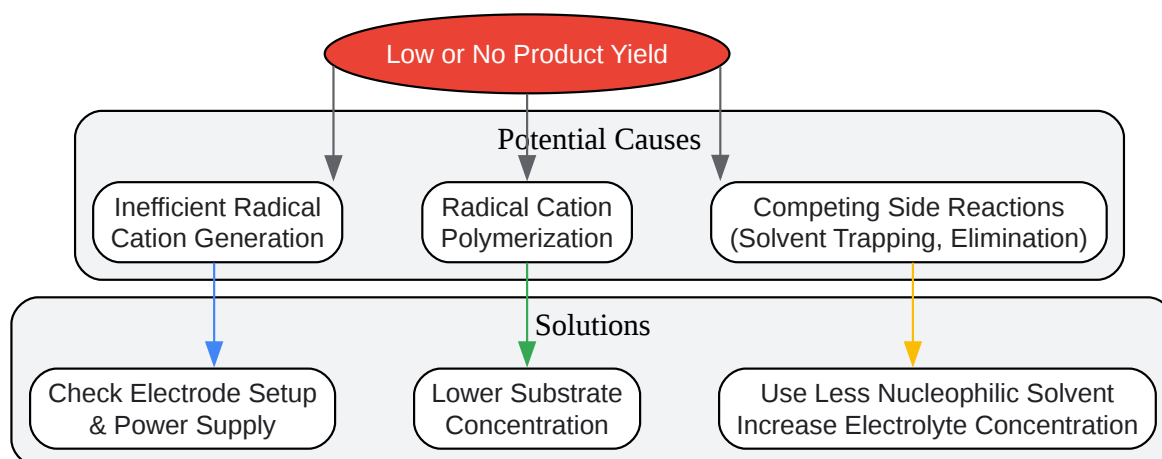 Low or No Product Yield
Potential Causes
Inefficient Radical
Cation Generation
Radical Cation
Polymerization
Competing Side Reactions
(Solvent Trapping, Elimination)
Solutions
Check Electrode Setup
& Power Supply
Lower Substrate
Concentration
Use Less Nucleophilic Solvent
Increase Electrolyte Concentration